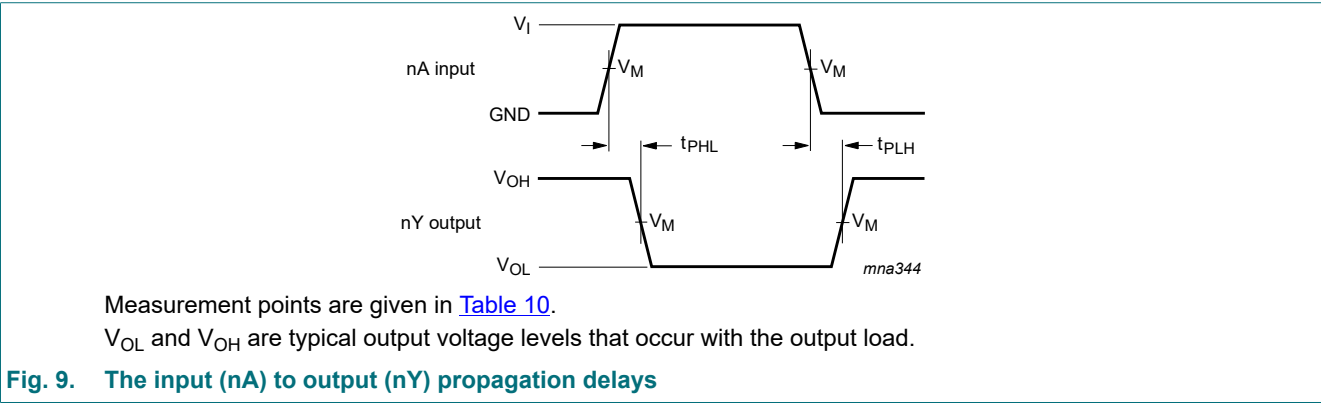 V_I
nA input
V_M
V_M
GND
t_PHL
t_PLH
V_OH
nY output
V_M
V_M
V_OL
mna344
Measurement points are given in Table 10.
V_OL and V_OH are typical output voltage levels that occur with the output load.
Fig. 9. The input (nA) to output (nY) propagation delays